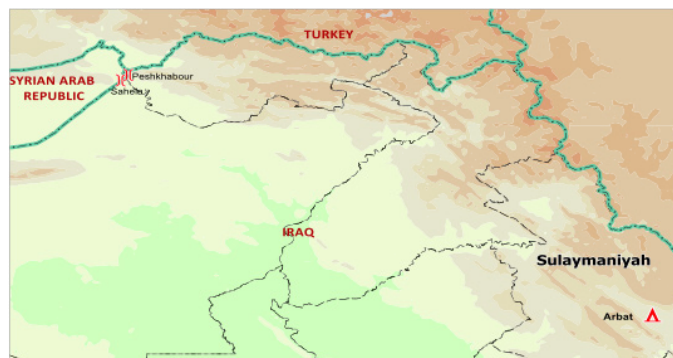 TURKEY
SYRIAN ARAB
REPUBLIC
Peshkhabour
Sahela
IRAQ
Sulaymaniyah
Arbat